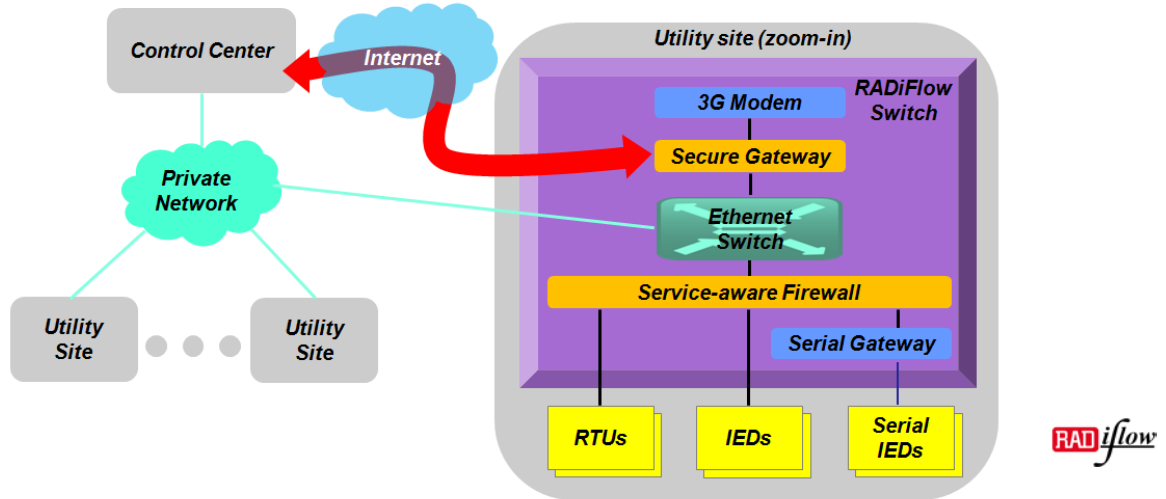 Control Center
Internet
Private
Network
Utility
Site
Utility
Site
Utility site (zoom-in)
RADiFlow
Switch
3G Modem
Secure Gateway
Ethernet
Switch
Service-aware Firewall
Serial Gateway
RTUs
IEDs
Serial
IEDs
RAD iflow